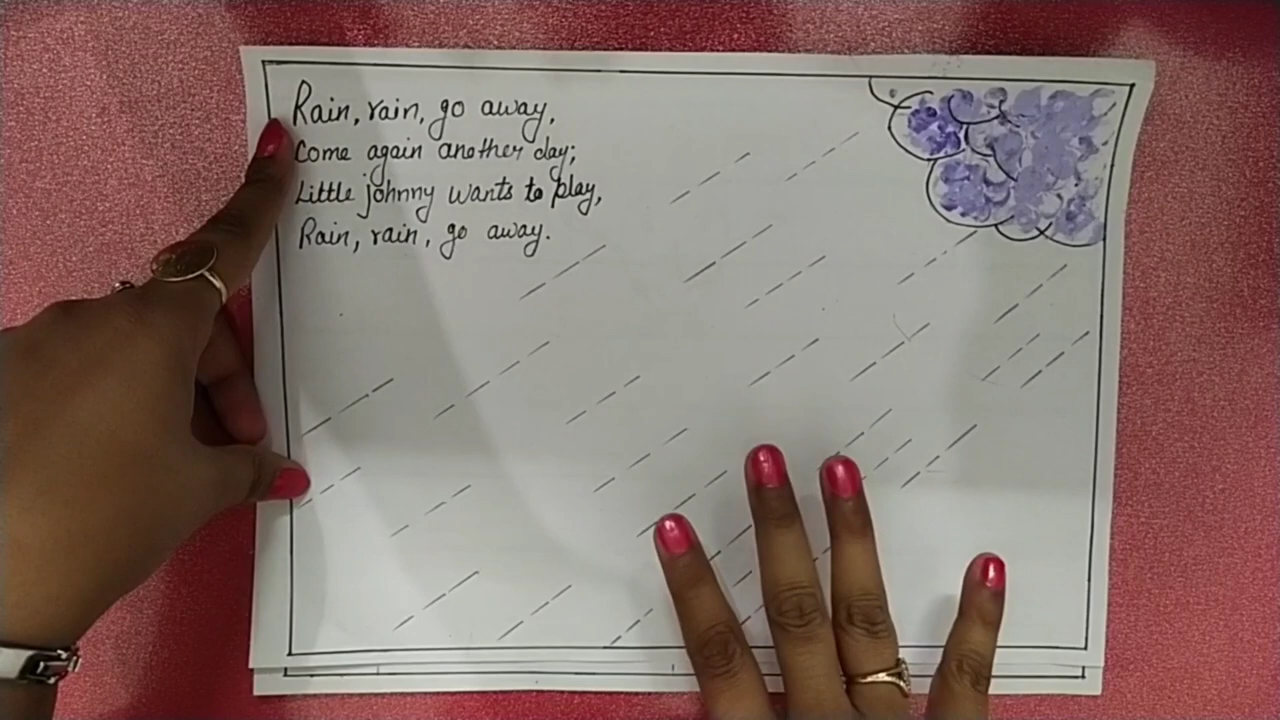 Rain, rain, go away,
Come again another day;
Little johnny wants to play,
Rain, rain, go away.